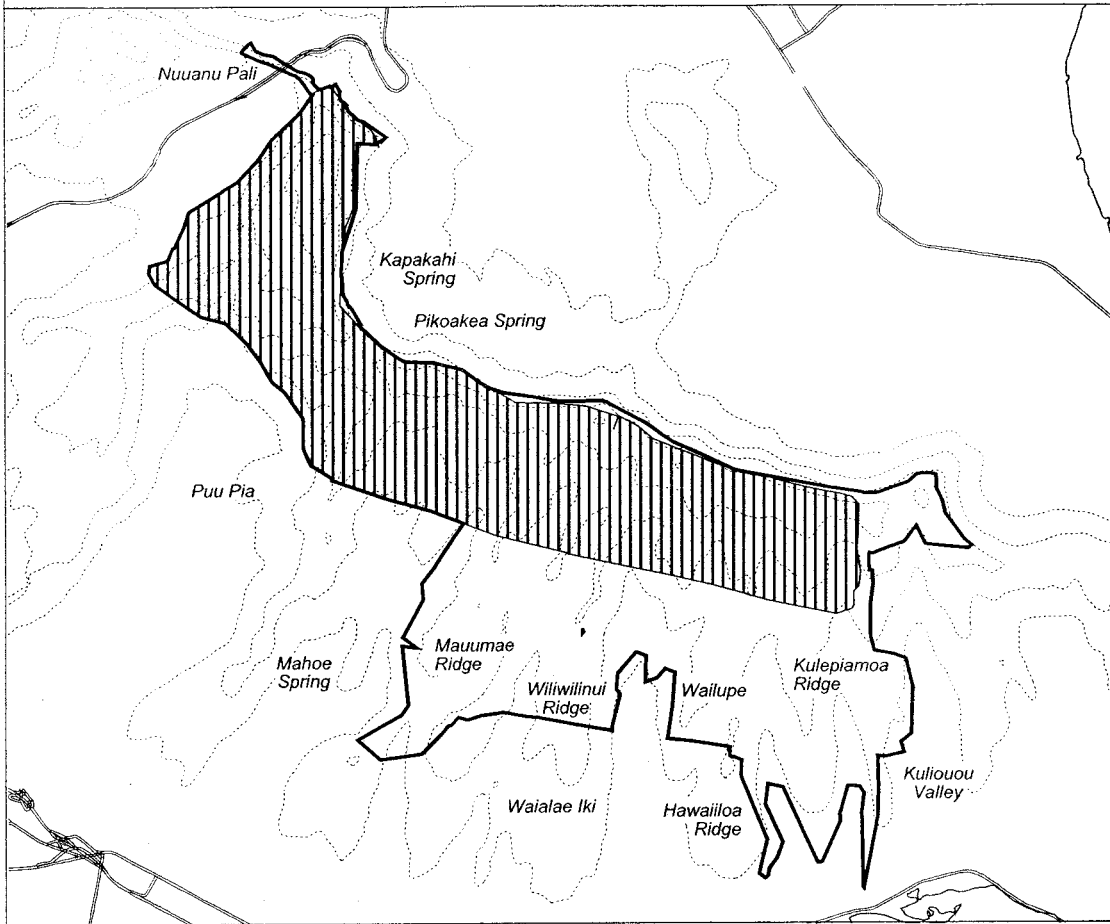 Nuuanu Pali
Kapakahi
Spring
Pikoakea Spring
Puu Pia
Mauumae
Ridge
Mahoe
Spring
Wiliwilinui
Ridge
Wailupe
Kulepiamoa
Ridge
Waialae Iki
Hawaiiloa
Ridge
Kuliouou
Valley